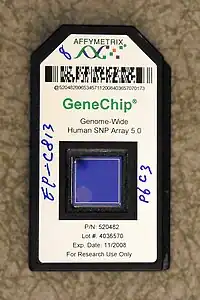 AFFYMETRIX
8
GeneChip®
Genome-Wide
Human SNP Array 5.0
P6C3
P/N: 520462
Lot #: 4036570
Exp. Date: 11/2008
For Research Use Only